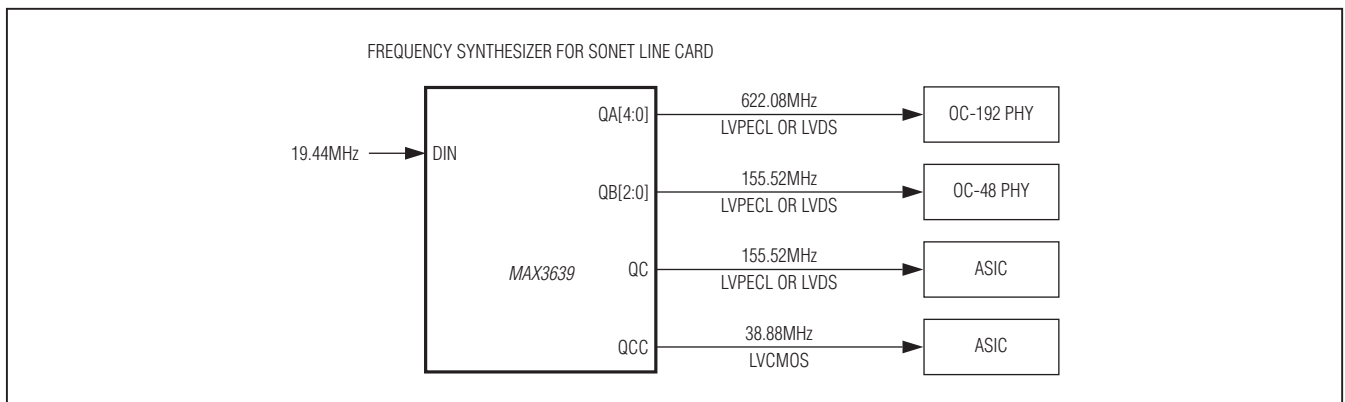 FREQUENCY SYNTHESIZER FOR SONET LINE CARD
QA[4:0]
622.08MHz
LVPECL OR LVDS
OC-192 PHY
19.44MHz
DIN
QB[2:0]
155.52MHz
LVPECL OR LVDS
OC-48 PHY
MAX3639
QC
155.52MHz
LVPECL OR LVDS
ASIC
QCC
38.88MHz
LVCMOS
ASIC